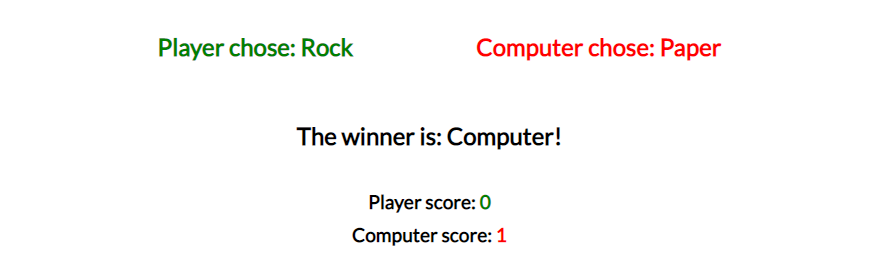 Player chose: Rock
Computer chose: Paper
The winner is: Computer!
Player score: 0
Computer score: 1